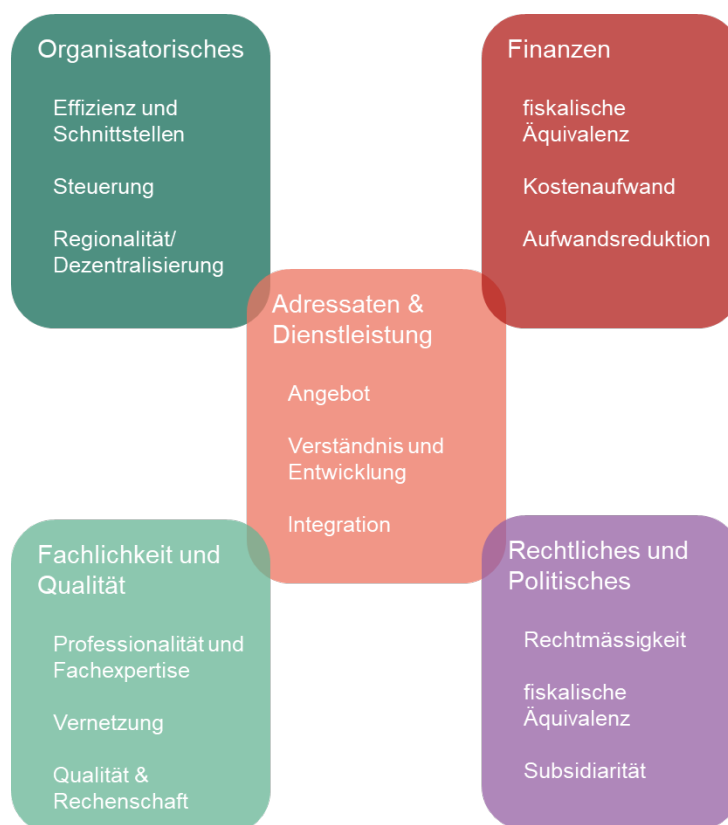 Organisatorisches
Effizienz und
Schnittstellen
Steuerung
Regionalität/
Dezentralisierung
Finanzen
fiskalische
Äquivalenz
Kostenaufwand
Aufwandsreduktion
Adressaten &
Dienstleistung
Angebot
Verständnis und
Entwicklung
Integration
Fachlichkeit und
Qualität
Professionalität und
Fachexpertise
Vernetzung
Qualität &
Rechenschaft
Rechtliches und
Politisches
Rechtmässigkeit
fiskalische
Äquivalenz
Subsidiarität